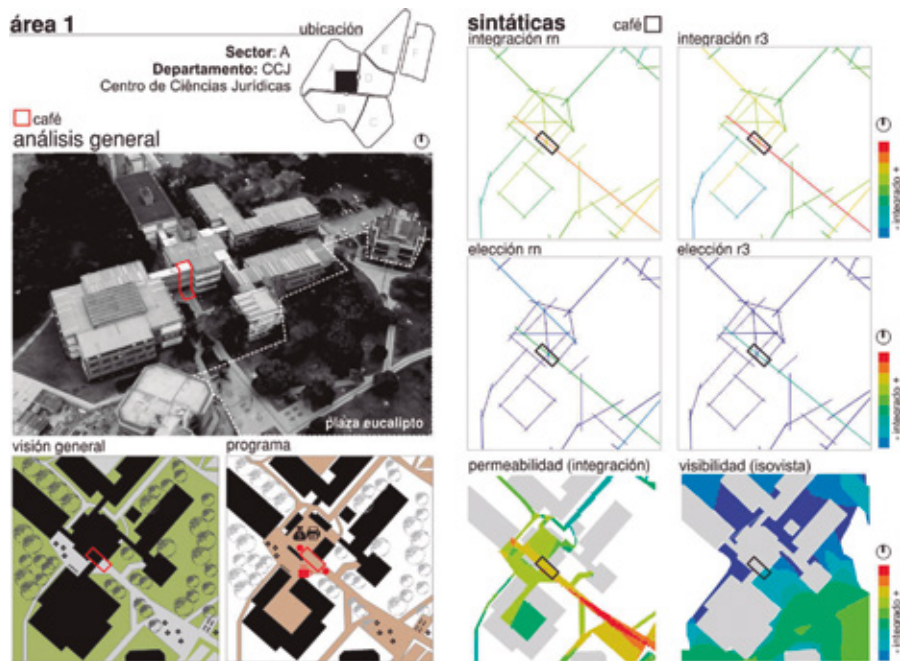 área 1
ubicación
Sector: A
Departamento: CCJ
Centro de Ciências Jurídicas
A
B
C
D
E
F
café
análisis general
plaza eucalipto
visión general
programa
sintáticas
café
integración rn
integración r3
- integrado +
elección rn
elección r3
- integrado +
permeabilidad (integración)
visibilidad (isovista)
- integrado +